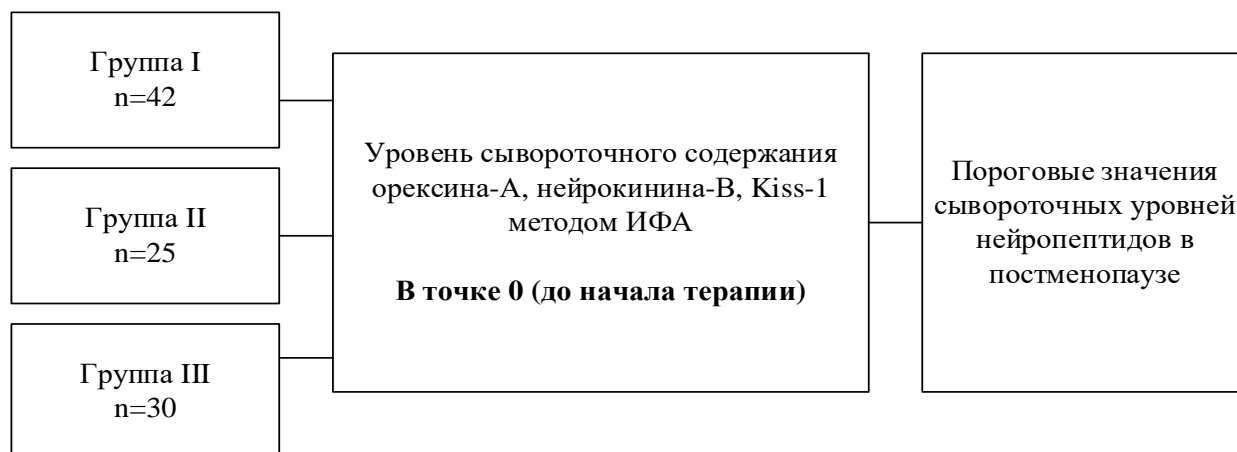 Группа I
n=42
Группа II
n=25
Группа III
n=30
Уровень сывороточного содержания
орексина-А, нейрокинина-В, Kiss-1
методом ИФА
В точке 0 (до начала терапии)
Пороговые значения
сывороточных уровней
нейропептидов в
постменопаузе